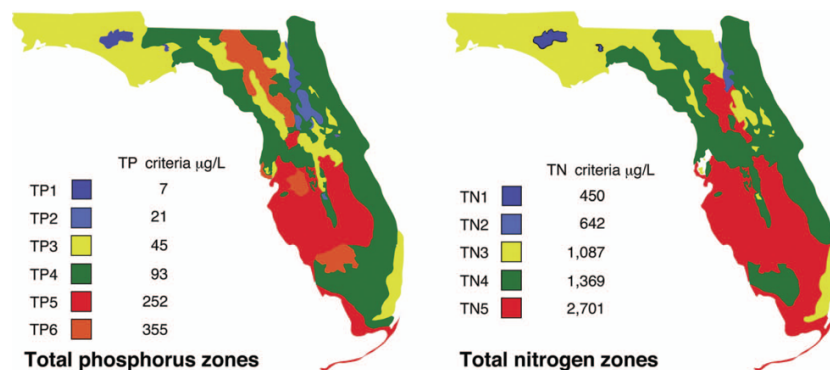 TP criteria µg/L
TP1 7
TP2 21
TP3 45
TP4 93
TP5 252
TP6 355
Total phosphorus zones
TN criteria µg/L
TN1 450
TN2 642
TN3 1,087
TN4 1,369
TN5 2,701
Total nitrogen zones